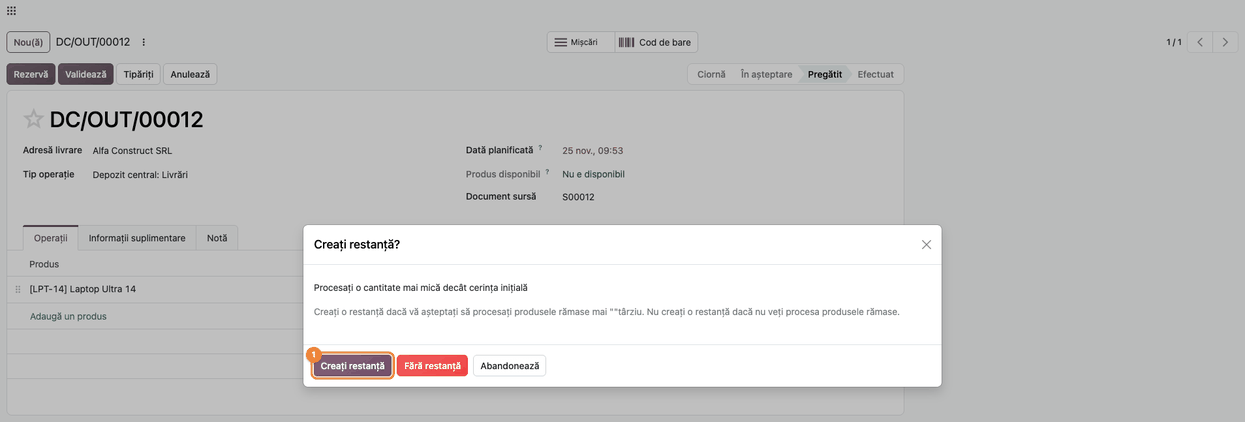 Nou(ă) DC/OUT/00012 Mișcări Cod de bare 1 / 1
Rezervă Validează Tipăriți Anulează Ciornă În așteptare Pregătit Efectuat
DC/OUT/00012
Adresă livrare Alfa Construct SRL Dată planificată ? 25 nov., 09:53
Tip operație Depozit central: Livrări Produs disponibil ? Nu e disponibil
Document sursă S00012
Operații Informații suplimentare Notă
Produs
[LPT-14] Laptop Ultra 14
Adaugă un produs
Creați restanță?
Procesați o cantitate mai mică decât cerința inițială
Creați o restanță dacă vă așteptați să procesați produsele rămase mai ""târziu. Nu creați o restanță dacă nu veți procesa produsele rămase.
1
Creați restanță Fără restanță Abandonează